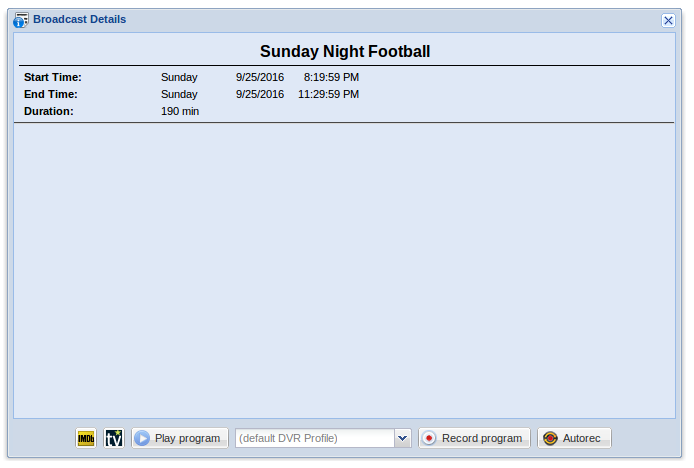 Broadcast Details
Sunday Night Football
Start Time: Sunday 9/25/2016 8:19:59 PM
End Time: Sunday 9/25/2016 11:29:59 PM
Duration: 190 min
IMDb tv Play program (default DVR Profile) Record program Autorec